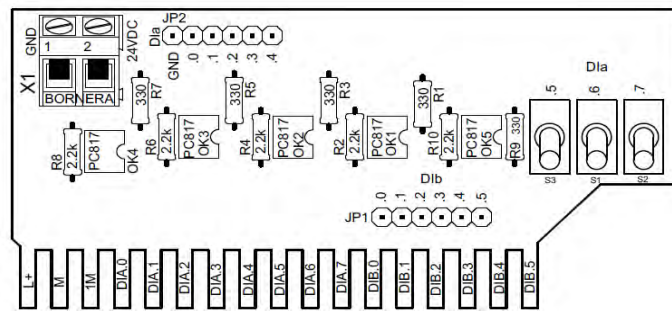 JP2
GND 1 2 24VDC
DIa
GND .0 .1 .2 .3 .4
X1
BORNERA 1
330 R7
330 R5
330 R3
330 R1
DIa
.5 .6 .7
R8 2.2k PC817 OK4
R6 2.2k PC817 OK3
R4 2.2k PC817 OK2
R2 2.2k PC817 OK1
R10 2.2k PC817 OK5
R9 330
S3 S1 S2
DIb
.0 .1 .2 .3 .4 .5
JP1
L+ M 1M DIA.0 DIA.1 DIA.2 DIA.3 DIA.4 DIA.5 DIA.6 DIA.7 DIB.0 DIB.1 DIB.2 DIB.3 DIB.4 DIB.5